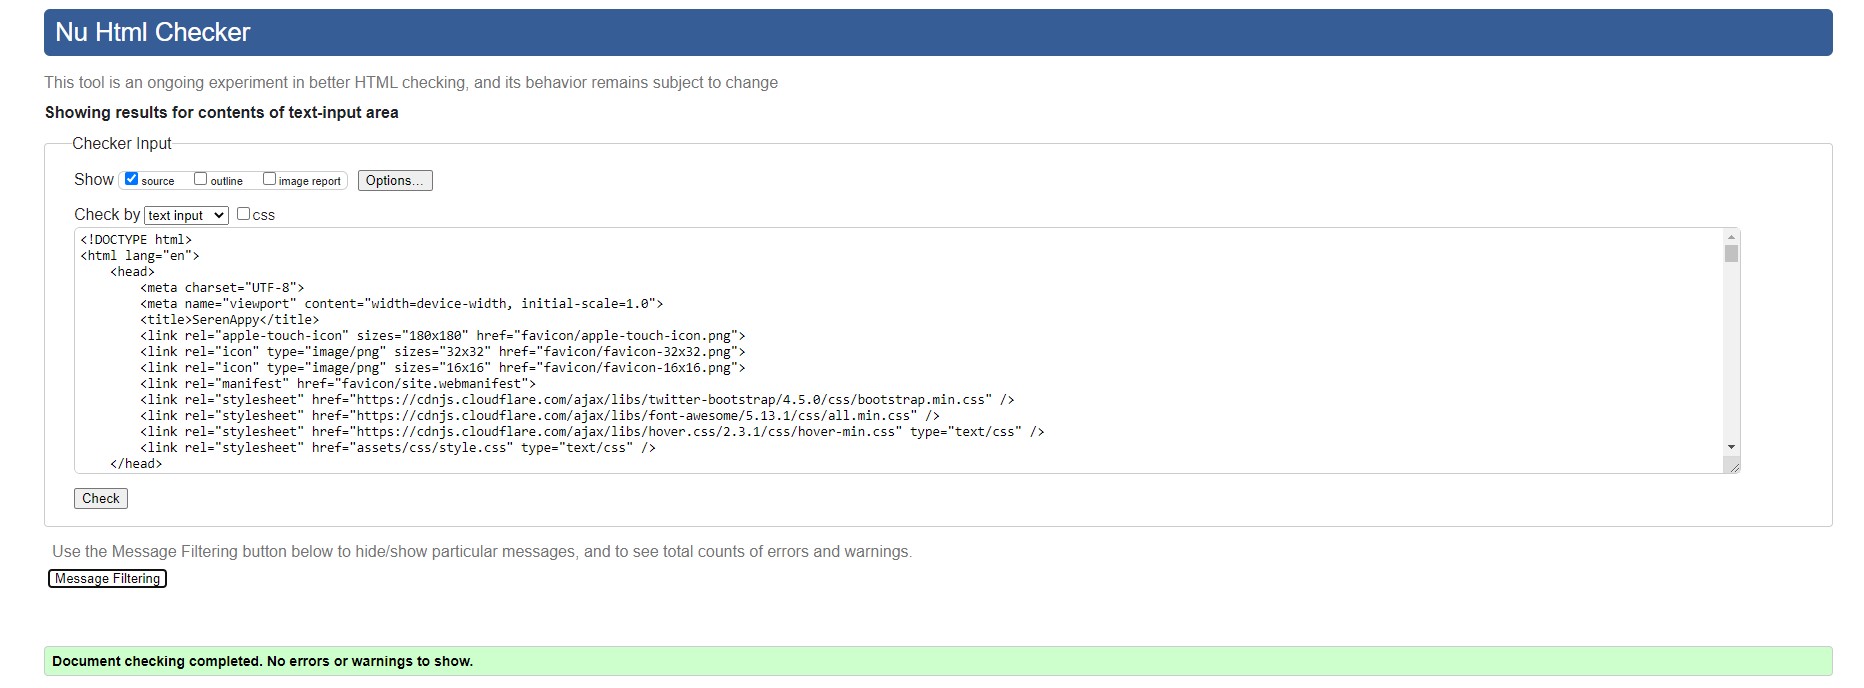 Nu Html Checker
This tool is an ongoing experiment in better HTML checking, and its behavior remains subject to change
Showing results for contents of text-input area
Checker Input
Show source outline image report Options...
Check by text input css
<!DOCTYPE html>
<html lang="en">
    <head>
        <meta charset="UTF-8">
        <meta name="viewport" content="width=device-width, initial-scale=1.0">
        <title>SerenAppy</title>
        <link rel="apple-touch-icon" sizes="180x180" href="favicon/apple-touch-icon.png">
        <link rel="icon" type="image/png" sizes="32x32" href="favicon/favicon-32x32.png">
        <link rel="icon" type="image/png" sizes="16x16" href="favicon/favicon-16x16.png">
        <link rel="manifest" href="favicon/site.webmanifest">
        <link rel="stylesheet" href="https://cdnjs.cloudflare.com/ajax/libs/twitter-bootstrap/4.5.0/css/bootstrap.min.css" />
        <link rel="stylesheet" href="https://cdnjs.cloudflare.com/ajax/libs/font-awesome/5.13.1/css/all.min.css" />
        <link rel="stylesheet" href="https://cdnjs.cloudflare.com/ajax/libs/hover.css/2.3.1/css/hover-min.css" type="text/css" />
        <link rel="stylesheet" href="assets/css/style.css" type="text/css" />
    </head>
Check
Use the Message Filtering button below to hide/show particular messages, and to see total counts of errors and warnings.
Message Filtering
Document checking completed. No errors or warnings to show.